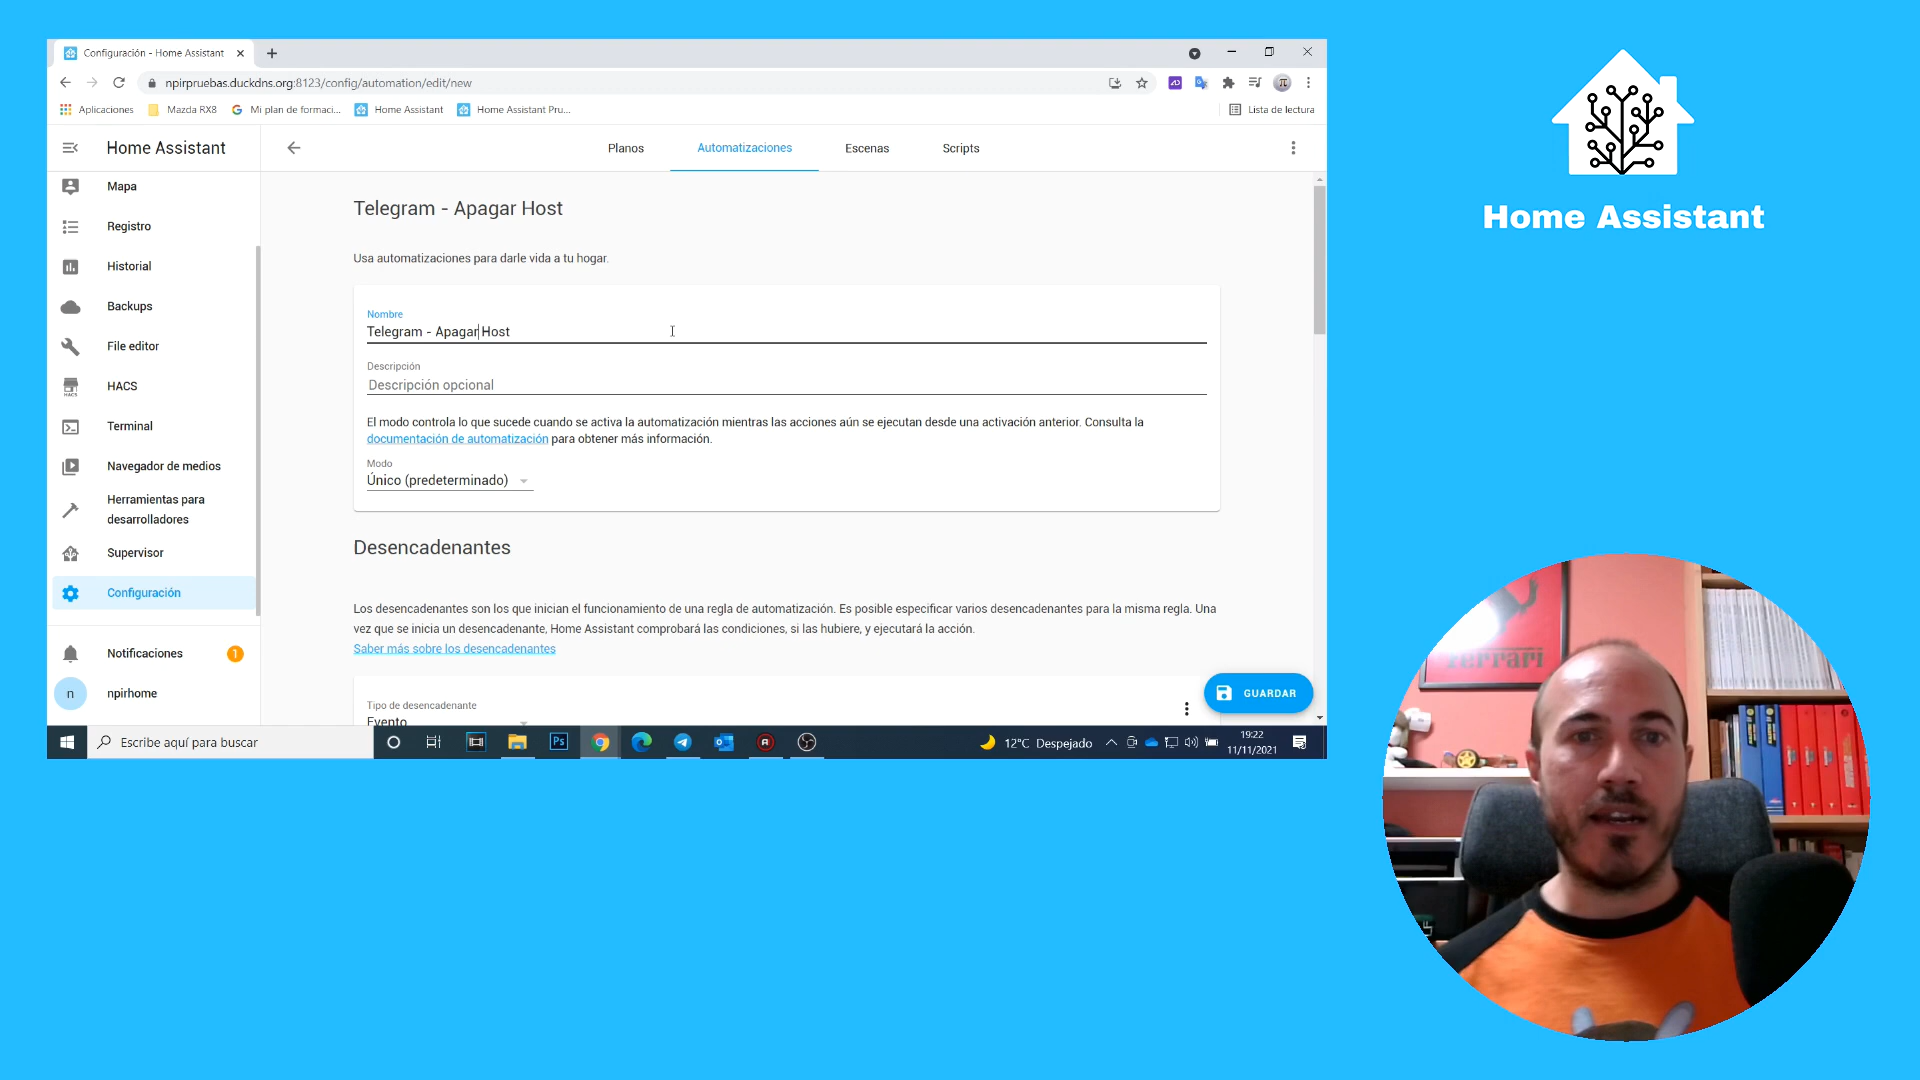 Configuración - Home Assistant
npirpruebas.duckdns.org:8123/config/automation/edit/new
Aplicaciones
Mazda RX8
Mi plan de formaci...
Home Assistant
Home Assistant Pru...
Lista de lectura
Home Assistant
Planos
Automatizaciones
Escenas
Scripts
Mapa
Registro
Historial
Backups
File editor
HACS
Terminal
Navegador de medios
Herramientas para
desarrolladores
Supervisor
Configuración
Notificaciones
1
n
npirhome
Telegram - Apagar Host
Usa automatizaciones para darle vida a tu hogar.
Nombre
Telegram - Apagar Host
Descripción
Descripción opcional
El modo controla lo que sucede cuando se activa la automatización mientras las acciones aún se ejecutan desde una activación anterior. Consulta la
documentación de automatización para obtener más información.
Modo
Único (predeterminado)
Desencadenantes
Los desencadenantes son los que inician el funcionamiento de una regla de automatización. Es posible especificar varios desencadenantes para la misma regla. Una
vez que se inicia un desencadenante, Home Assistant comprobará las condiciones, si las hubiere, y ejecutará la acción.
Saber más sobre los desencadenantes
Tipo de desencadenante
Evento
GUARDAR
Escribe aquí para buscar
Ps
12°C Despejado
19:22
11/11/2021
Home Assistant
ferrari